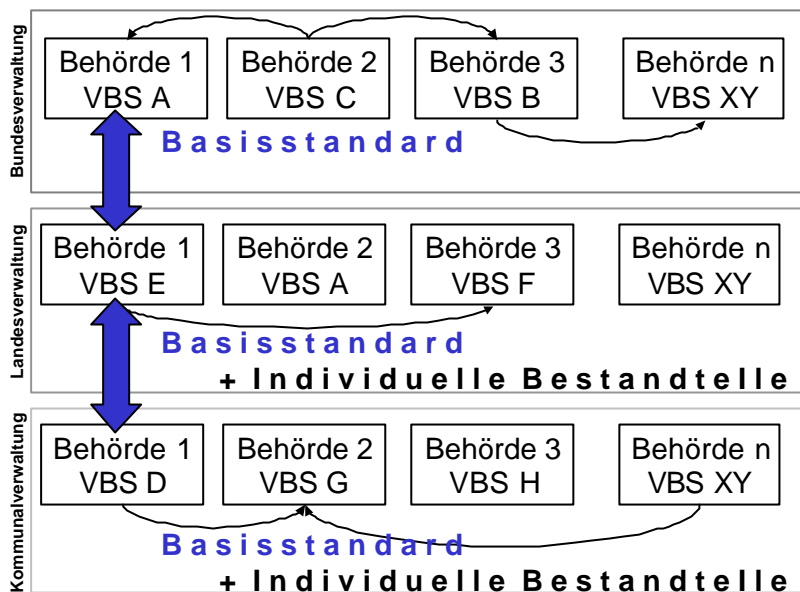 Bundesverwaltung
Behörde 1
VBS A
Behörde 2
VBS C
Behörde 3
VBS B
Behörde n
VBS XY
Basisstandard
Landesverwaltung
Behörde 1
VBS E
Behörde 2
VBS A
Behörde 3
VBS F
Behörde n
VBS XY
Basisstandard
+ Individuelle Bestandtelle
Kommunalverwaltung
Behörde 1
VBS D
Behörde 2
VBS G
Behörde 3
VBS H
Behörde n
VBS XY
Basisstandard
+ Individuelle Bestandtelle